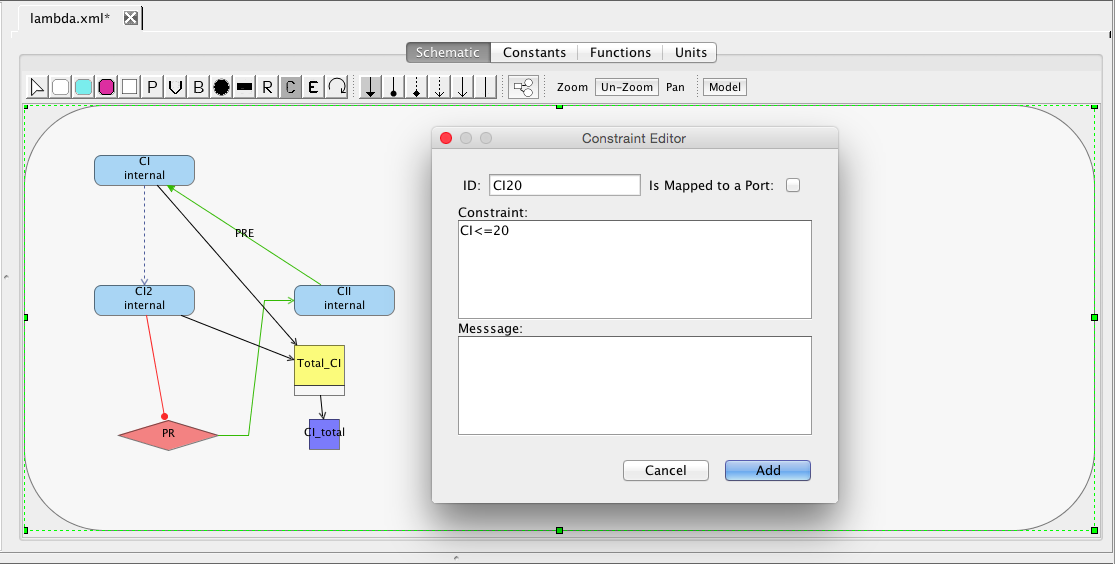 lambda.xml*
Schematic Constants Functions Units
P V B R C E Zoom Un-Zoom Pan Model
Constraint Editor
CI
internal
ID: CI20 Is Mapped to a Port:
Constraint:
CI<=20
PRE
CI2
internal
CII
internal
Messsage:
Total_CI
PR
CI_total
Cancel Add